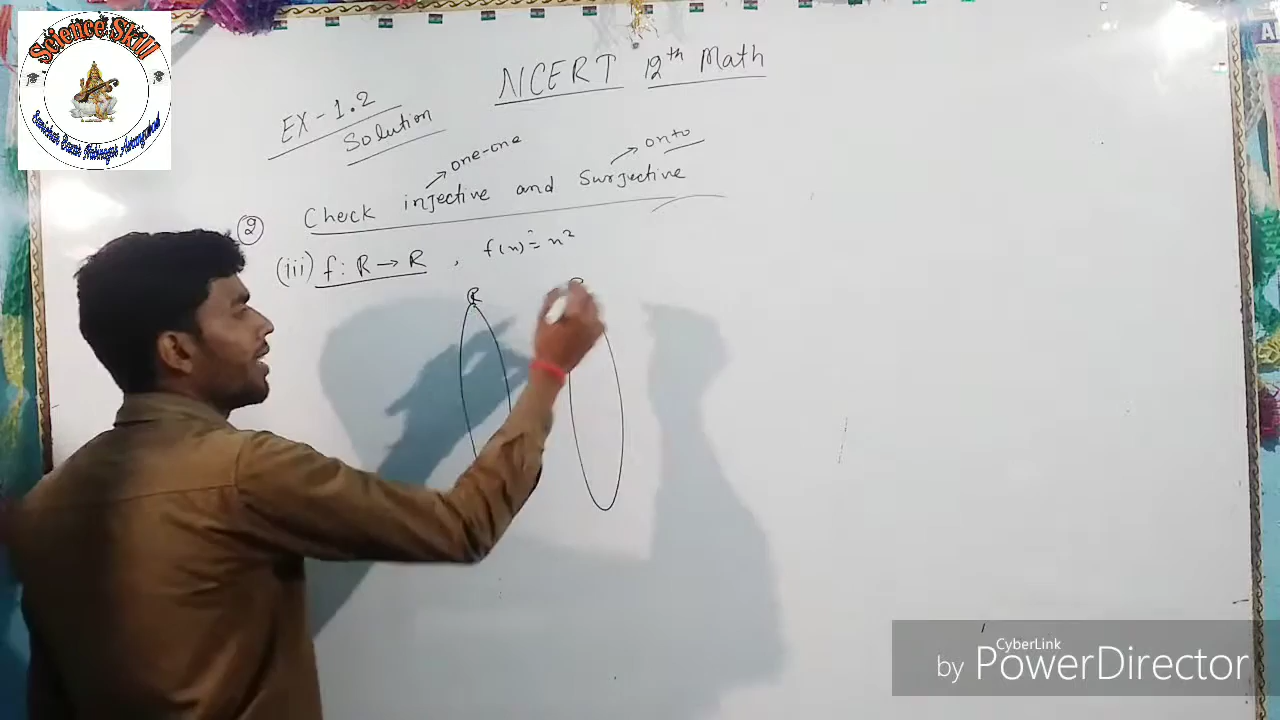 Science Skill
NCERT 12th Math
EX-1.2
Solution
one-one
onto
② Check injective and Surjective
(iii) f: R → R , f(x) = x²
R
CyberLink
by PowerDirector